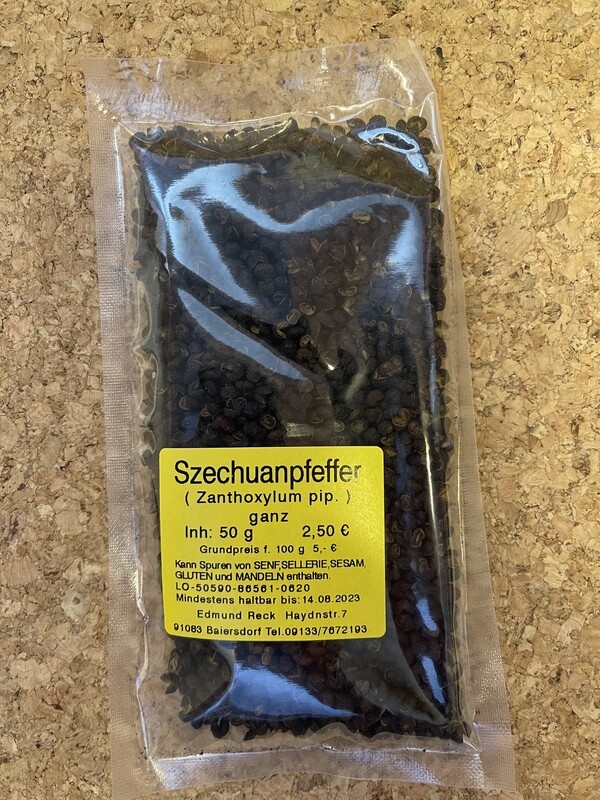 Szechuanpfeffer
( Zanthoxylum pip. )
ganz
Inh: 50 g 2,50 €
Grundpreis f. 100 g 5,- €
Kann Spuren von SENF,SELLERIE,SESAM,
GLUTEN und MANDELN enthalten.
LO-50590-86561-0620
Mindestens haltbar bis:14.08.2023
Edmund Reck Haydnstr.7
91083 Baiersdorf Tel.09133/7672193